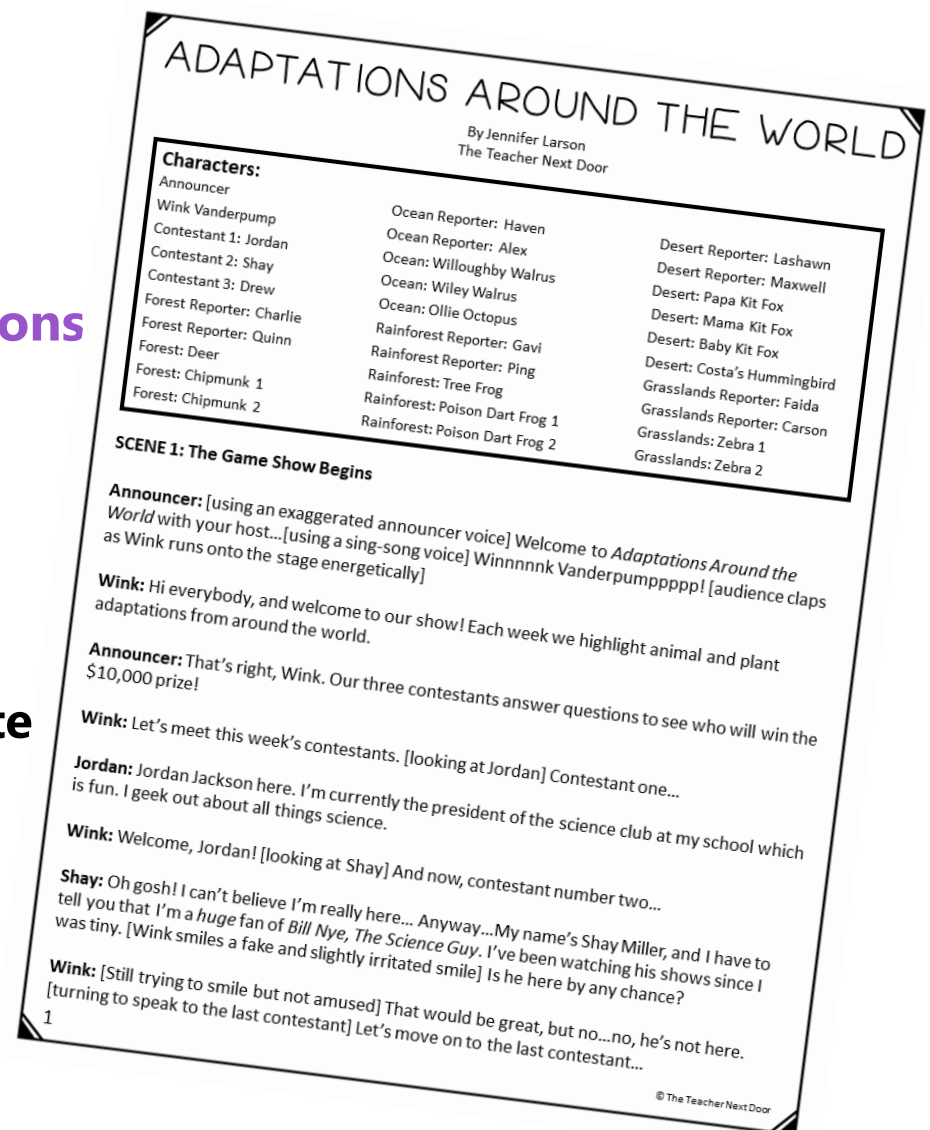 ADAPTATIONS AROUND THE WORLD
By Jennifer Larson
The Teacher Next Door
Characters:
Announcer
Wink Vanderpump
Contestant 1: Jordan
Contestant 2: Shay
Contestant 3: Drew
Forest Reporter: Charlie
Forest Reporter: Quinn
Forest: Deer
Forest: Chipmunk 1
Forest: Chipmunk 2
Ocean Reporter: Haven
Ocean Reporter: Alex
Ocean: Willoughby Walrus
Ocean: Wiley Walrus
Ocean: Ollie Octopus
Rainforest Reporter: Gavi
Rainforest Reporter: Ping
Rainforest: Tree Frog
Rainforest: Poison Dart Frog 1
Rainforest: Poison Dart Frog 2
Desert Reporter: Lashawn
Desert Reporter: Maxwell
Desert: Papa Kit Fox
Desert: Mama Kit Fox
Desert: Baby Kit Fox
Desert: Costa's Hummingbird
Grasslands Reporter: Faida
Grasslands Reporter: Carson
Grasslands: Zebra 1
Grasslands: Zebra 2
ons
te
SCENE 1: The Game Show Begins
Announcer: [using an exaggerated announcer voice] Welcome to Adaptations Around the
World with your host...[using a sing-song voice] Winnnnnk Vanderpumppppp! [audience claps
as Wink runs onto the stage energetically]
Wink: Hi everybody, and welcome to our show! Each week we highlight animal and plant
adaptations from around the world.
Announcer: That's right, Wink. Our three contestants answer questions to see who will win the
$10,000 prize!
Wink: Let's meet this week's contestants. [looking at Jordan] Contestant one...
Jordan: Jordan Jackson here. I'm currently the president of the science club at my school which
is fun. I geek out about all things science.
Wink: Welcome, Jordan! [looking at Shay] And now, contestant number two...
Shay: Oh gosh! I can't believe I'm really here... Anyway...My name's Shay Miller, and I have to
tell you that I'm a huge fan of Bill Nye, The Science Guy. I've been watching his shows since I
was tiny. [Wink smiles a fake and slightly irritated smile] Is he here by any chance?
Wink: [Still trying to smile but not amused] That would be great, but no...no, he's not here.
[turning to speak to the last contestant] Let's move on to the last contestant...
1
© The Teacher Next Door